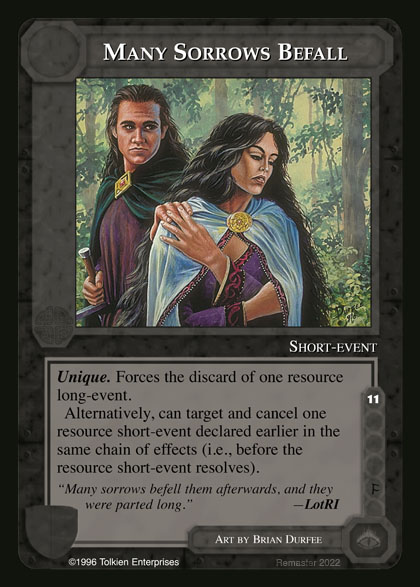 MANY SORROWS BEFALL
SHORT-EVENT
Unique. Forces the discard of one resource
long-event.
Alternatively, can target and cancel one
resource short-event declared earlier in the
same chain of effects (i.e., before the
resource short-event resolves).
11
“Many sorrows befell them afterwards, and they
were parted long.” —LotRI
ART BY BRIAN DURFEE
©1996 Tolkien Enterprises
Remaster 2022